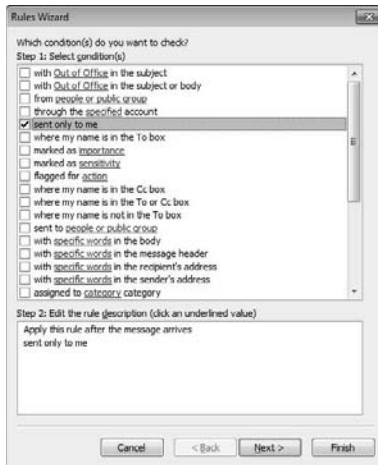 Rules Wizard
Which condition(s) do you want to check?
Step 1: Select condition(s)
with Out of Office in the subject
with Out of Office in the subject or body
from people or public group
through the specified account
sent only to me
where my name is in the To box
marked as importance
marked as sensitivity
flagged for action
where my name is in the Cc box
where my name is in the To or Cc box
where my name is not in the To box
sent to people or public group
with specific words in the body
with specific words in the message header
with specific words in the recipient's address
with specific words in the sender's address
assigned to category category
Step 2: Edit the rule description (click an underlined value)
Apply this rule after the message arrives
sent only to me
Cancel < Back Next > Finish